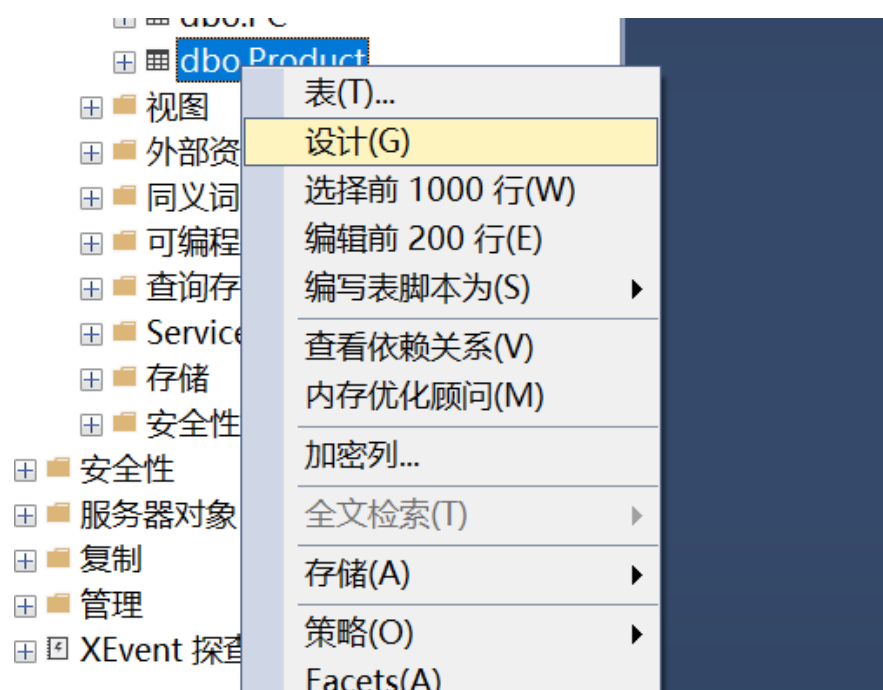 dbo.PC
dbo.Product
视图
外部资
同义词
可编程
查询存
Service
存储
安全性
安全性
服务器对象
复制
管理
XEvent 探查
表(T)...
设计(G)
选择前 1000 行(W)
编辑前 200 行(E)
编写表脚本为(S)
查看依赖关系(V)
内存优化顾问(M)
加密列...
全文检索(T)
存储(A)
策略(O)
Facets(A)